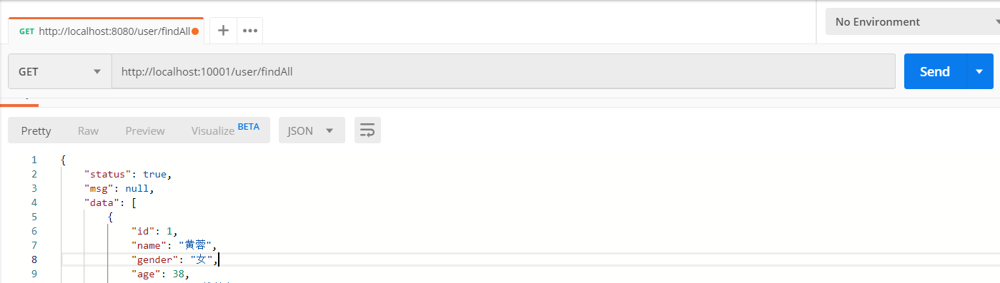 GET http://localhost:8080/user/findAll
No Environment
GET http://localhost:10001/user/findAll Send
Pretty Raw Preview Visualize BETA JSON
1 {
2 "status": true,
3 "msg": null,
4 "data": [
5 {
6 "id": 1,
7 "name": "黄蓉",
8 "gender": "女",
9 "age": 38,